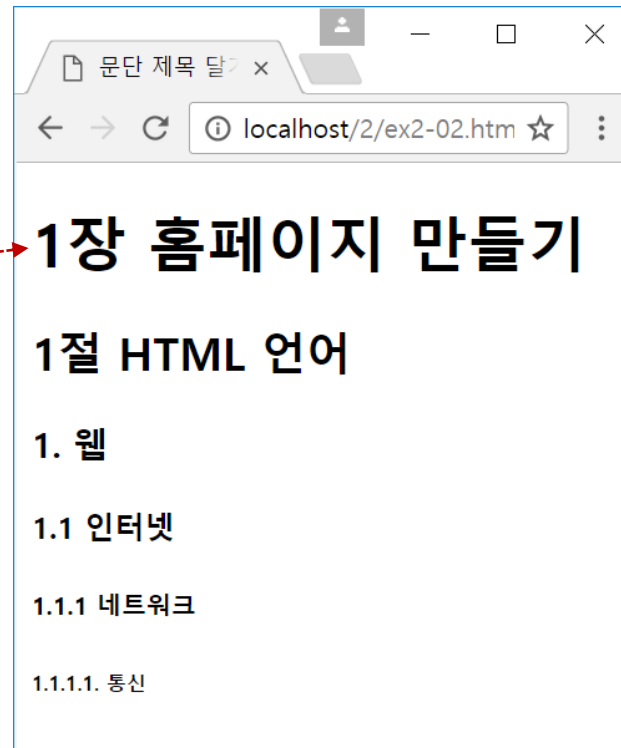 문단 제목 달
localhost/2/ex2-02.htm
1장 홈페이지 만들기
1절 HTML 언어
1. 웹
1.1 인터넷
1.1.1 네트워크
1.1.1.1. 통신